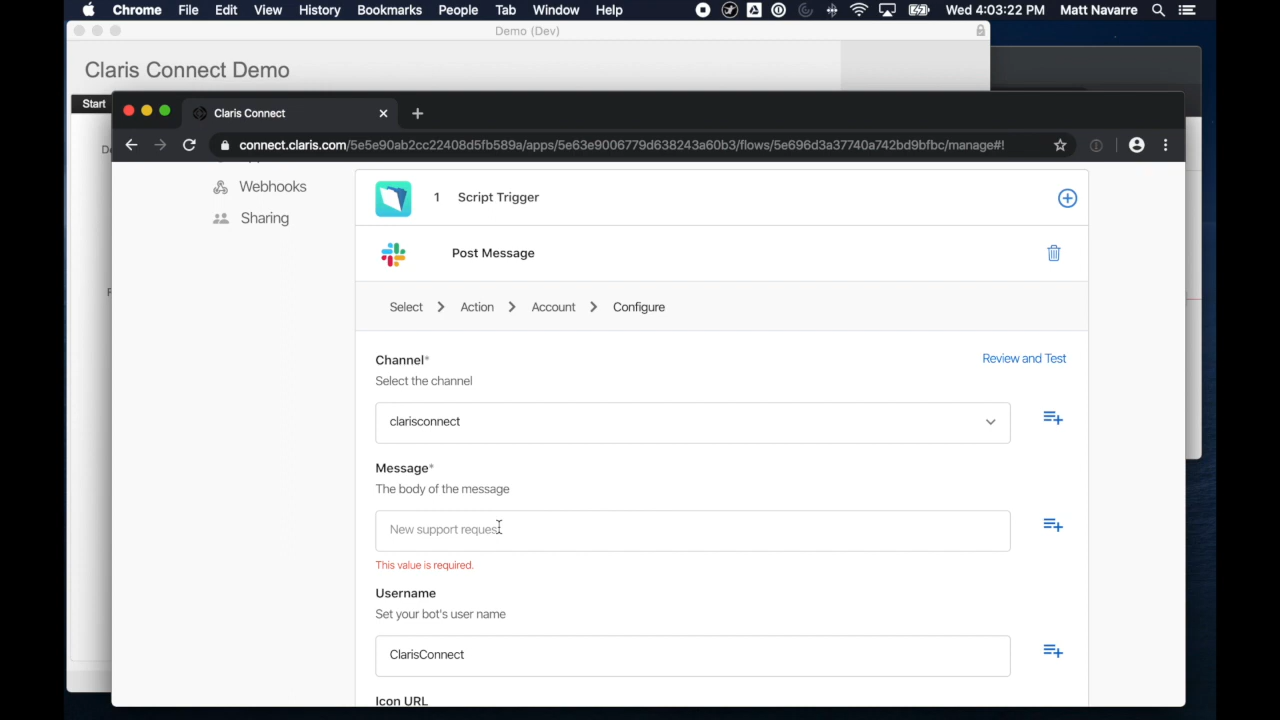 Chrome File Edit View History Bookmarks People Tab Window Help Wed 4:03:22 PM Matt Navarre
Demo (Dev)
Claris Connect Demo
Start
Claris Connect
connect.claris.com/5e5e90ab2cc22408d5fb589a/apps/5e63e9006779d638243a60b3/flows/5e696d3a37740a742bd9bfbc/manage#!
Webhooks
Sharing
1 Script Trigger
Post Message
Select > Action > Account > Configure
Channel*
Review and Test
Select the channel
clarisconnect
Message*
The body of the message
New support request
This value is required.
Username
Set your bot's user name
ClarisConnect
Icon URL